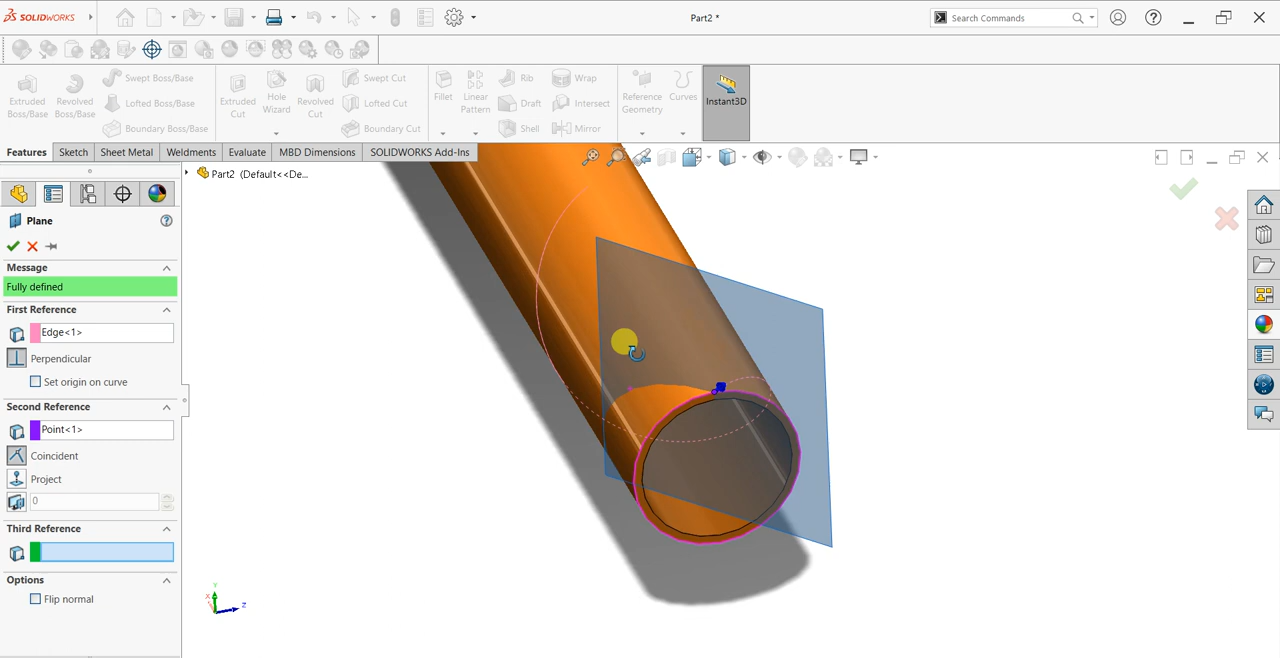 SOLIDWORKS
Part2 *
Search Commands
Extruded Boss/Base
Revolved Boss/Base
Swept Boss/Base
Lofted Boss/Base
Boundary Boss/Base
Extruded Cut
Hole Wizard
Revolved Cut
Swept Cut
Lofted Cut
Boundary Cut
Fillet
Linear Pattern
Rib
Draft
Shell
Wrap
Intersect
Mirror
Reference Geometry
Curves
Instant3D
Features
Sketch
Sheet Metal
Weldments
Evaluate
MBD Dimensions
SOLIDWORKS Add-Ins
Part2 (Default<<De...
Plane
Message
Fully defined
First Reference
Edge<1>
Perpendicular
Set origin on curve
Second Reference
Point<1>
Coincident
Project
0
Third Reference
Options
Flip normal
Y
X
Z